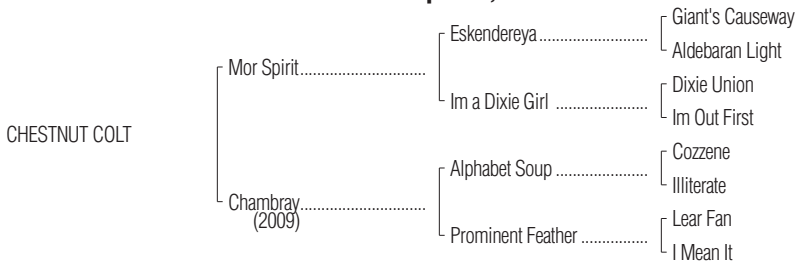 Giant's Causeway
Eskendereya
Aldebaran Light
Mor Spirit
Dixie Union
Im a Dixie Girl
Im Out First
CHESTNUT COLT
Cozzene
Alphabet Soup
Illiterate
Chambray
(2009)
Lear Fan
Prominent Feather
I Mean It